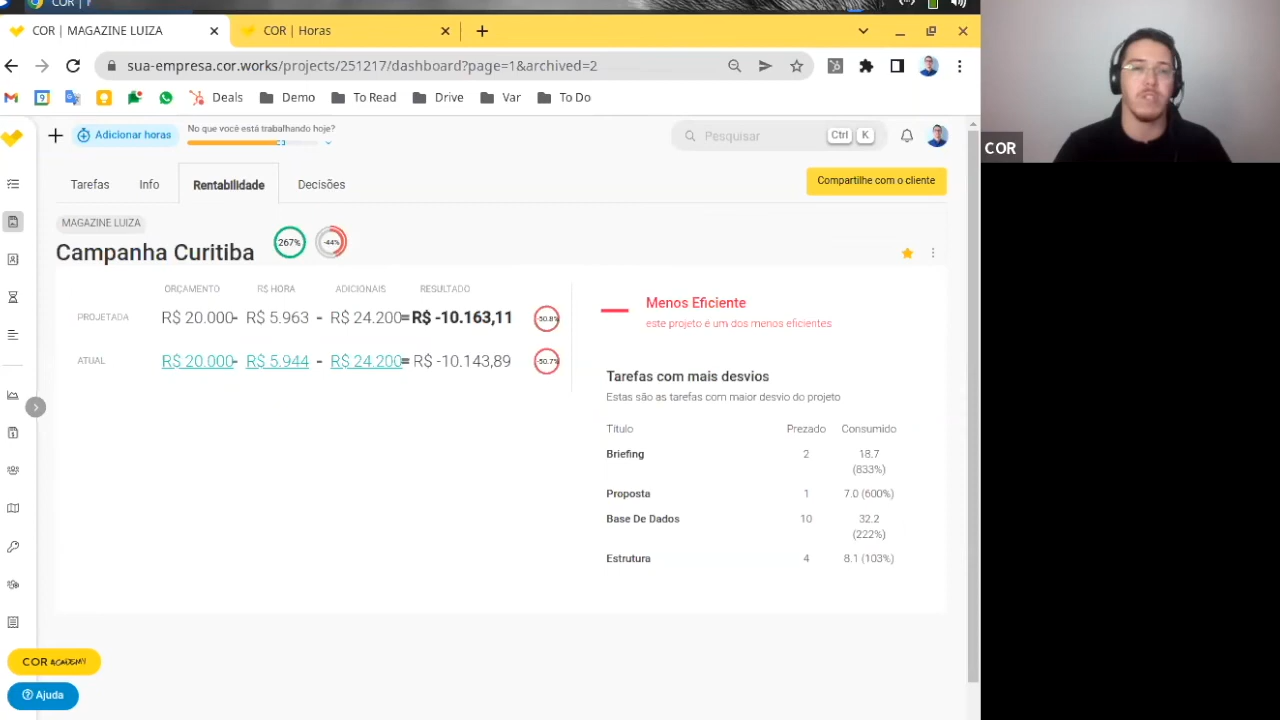 COR | MAGAZINE LUIZA
COR | Horas
sua-empresa.cor.works/projects/251217/dashboard?page=1&archived=2
Deals
Demo
To Read
Drive
Var
To Do
Adicionar horas
No que você está trabalhando hoje?
Pesquisar
Ctrl
K
COR
Tarefas
Info
Rentabilidade
Decisões
Compartilhe com o cliente
MAGAZINE LUIZA
Campanha Curitiba
267%
-44%
ORÇAMENTO
R$ HORA
ADICIONAIS
RESULTADO
PROJETADA
R$ 20.000- R$ 5.963 - R$ 24.200= R$ -10.163,11
-50.8%
ATUAL
R$ 20.000- R$ 5.944 - R$ 24.200= R$ -10.143,89
-50.7%
Menos Eficiente
este projeto é um dos menos eficientes
Tarefas com mais desvios
Estas são as tarefas com maior desvio do projeto
Título Prezado Consumido
Briefing 2 18.7
(833%)
Proposta 1 7.0 (600%)
Base De Dados 10 32.2
(222%)
Estrutura 4 8.1 (103%)
COR ACADEMY
Ajuda